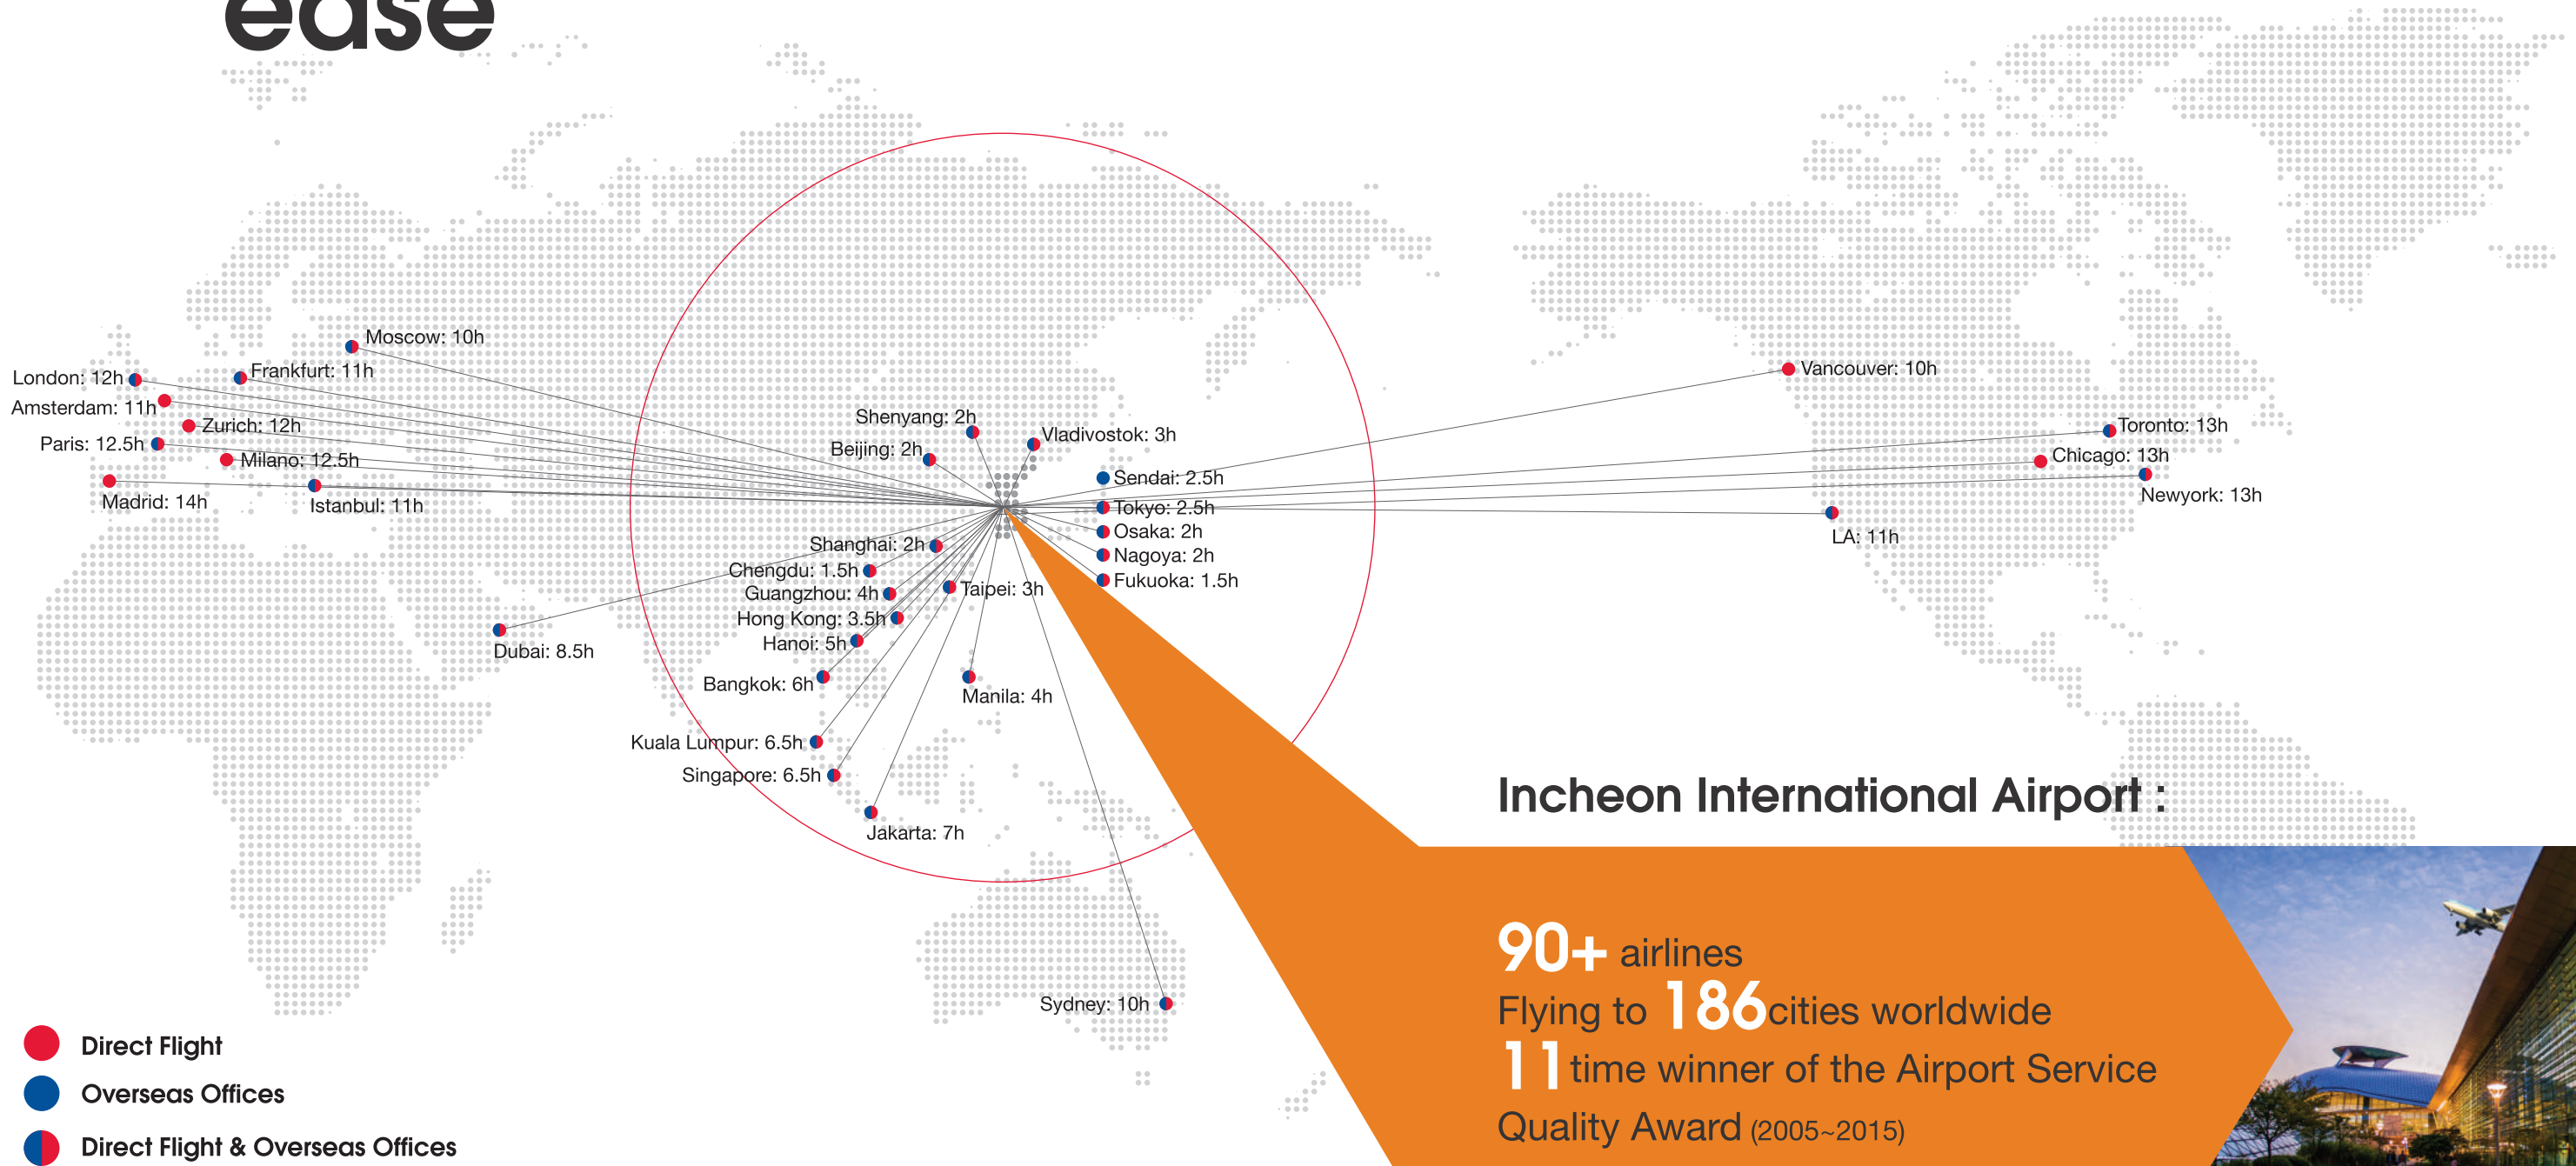 ease
Moscow: 10h
London: 12h
Frankfurt: 11h
Amsterdam: 11h
Zurich: 12h
Paris: 12.5h
Milano: 12.5h
Madrid: 14h
Istanbul: 11h
Dubai: 8.5h
Shenyang: 2h
Vladivostok: 3h
Beijing: 2h
Sendai: 2.5h
Tokyo: 2.5h
Osaka: 2h
Nagoya: 2h
Fukuoka: 1.5h
Shanghai: 2h
Chengdu: 1.5h
Guangzhou: 4h
Taipei: 3h
Hong Kong: 3.5h
Hanoi: 5h
Bangkok: 6h
Manila: 4h
Kuala Lumpur: 6.5h
Singapore: 6.5h
Jakarta: 7h
Sydney: 10h
Vancouver: 10h
Toronto: 13h
Chicago: 13h
Newyork: 13h
LA: 11h
Incheon International Airport :
90+ airlines
Flying to 186cities worldwide
11 time winner of the Airport Service
Quality Award (2005~2015)
Direct Flight
Overseas Offices
Direct Flight & Overseas Offices